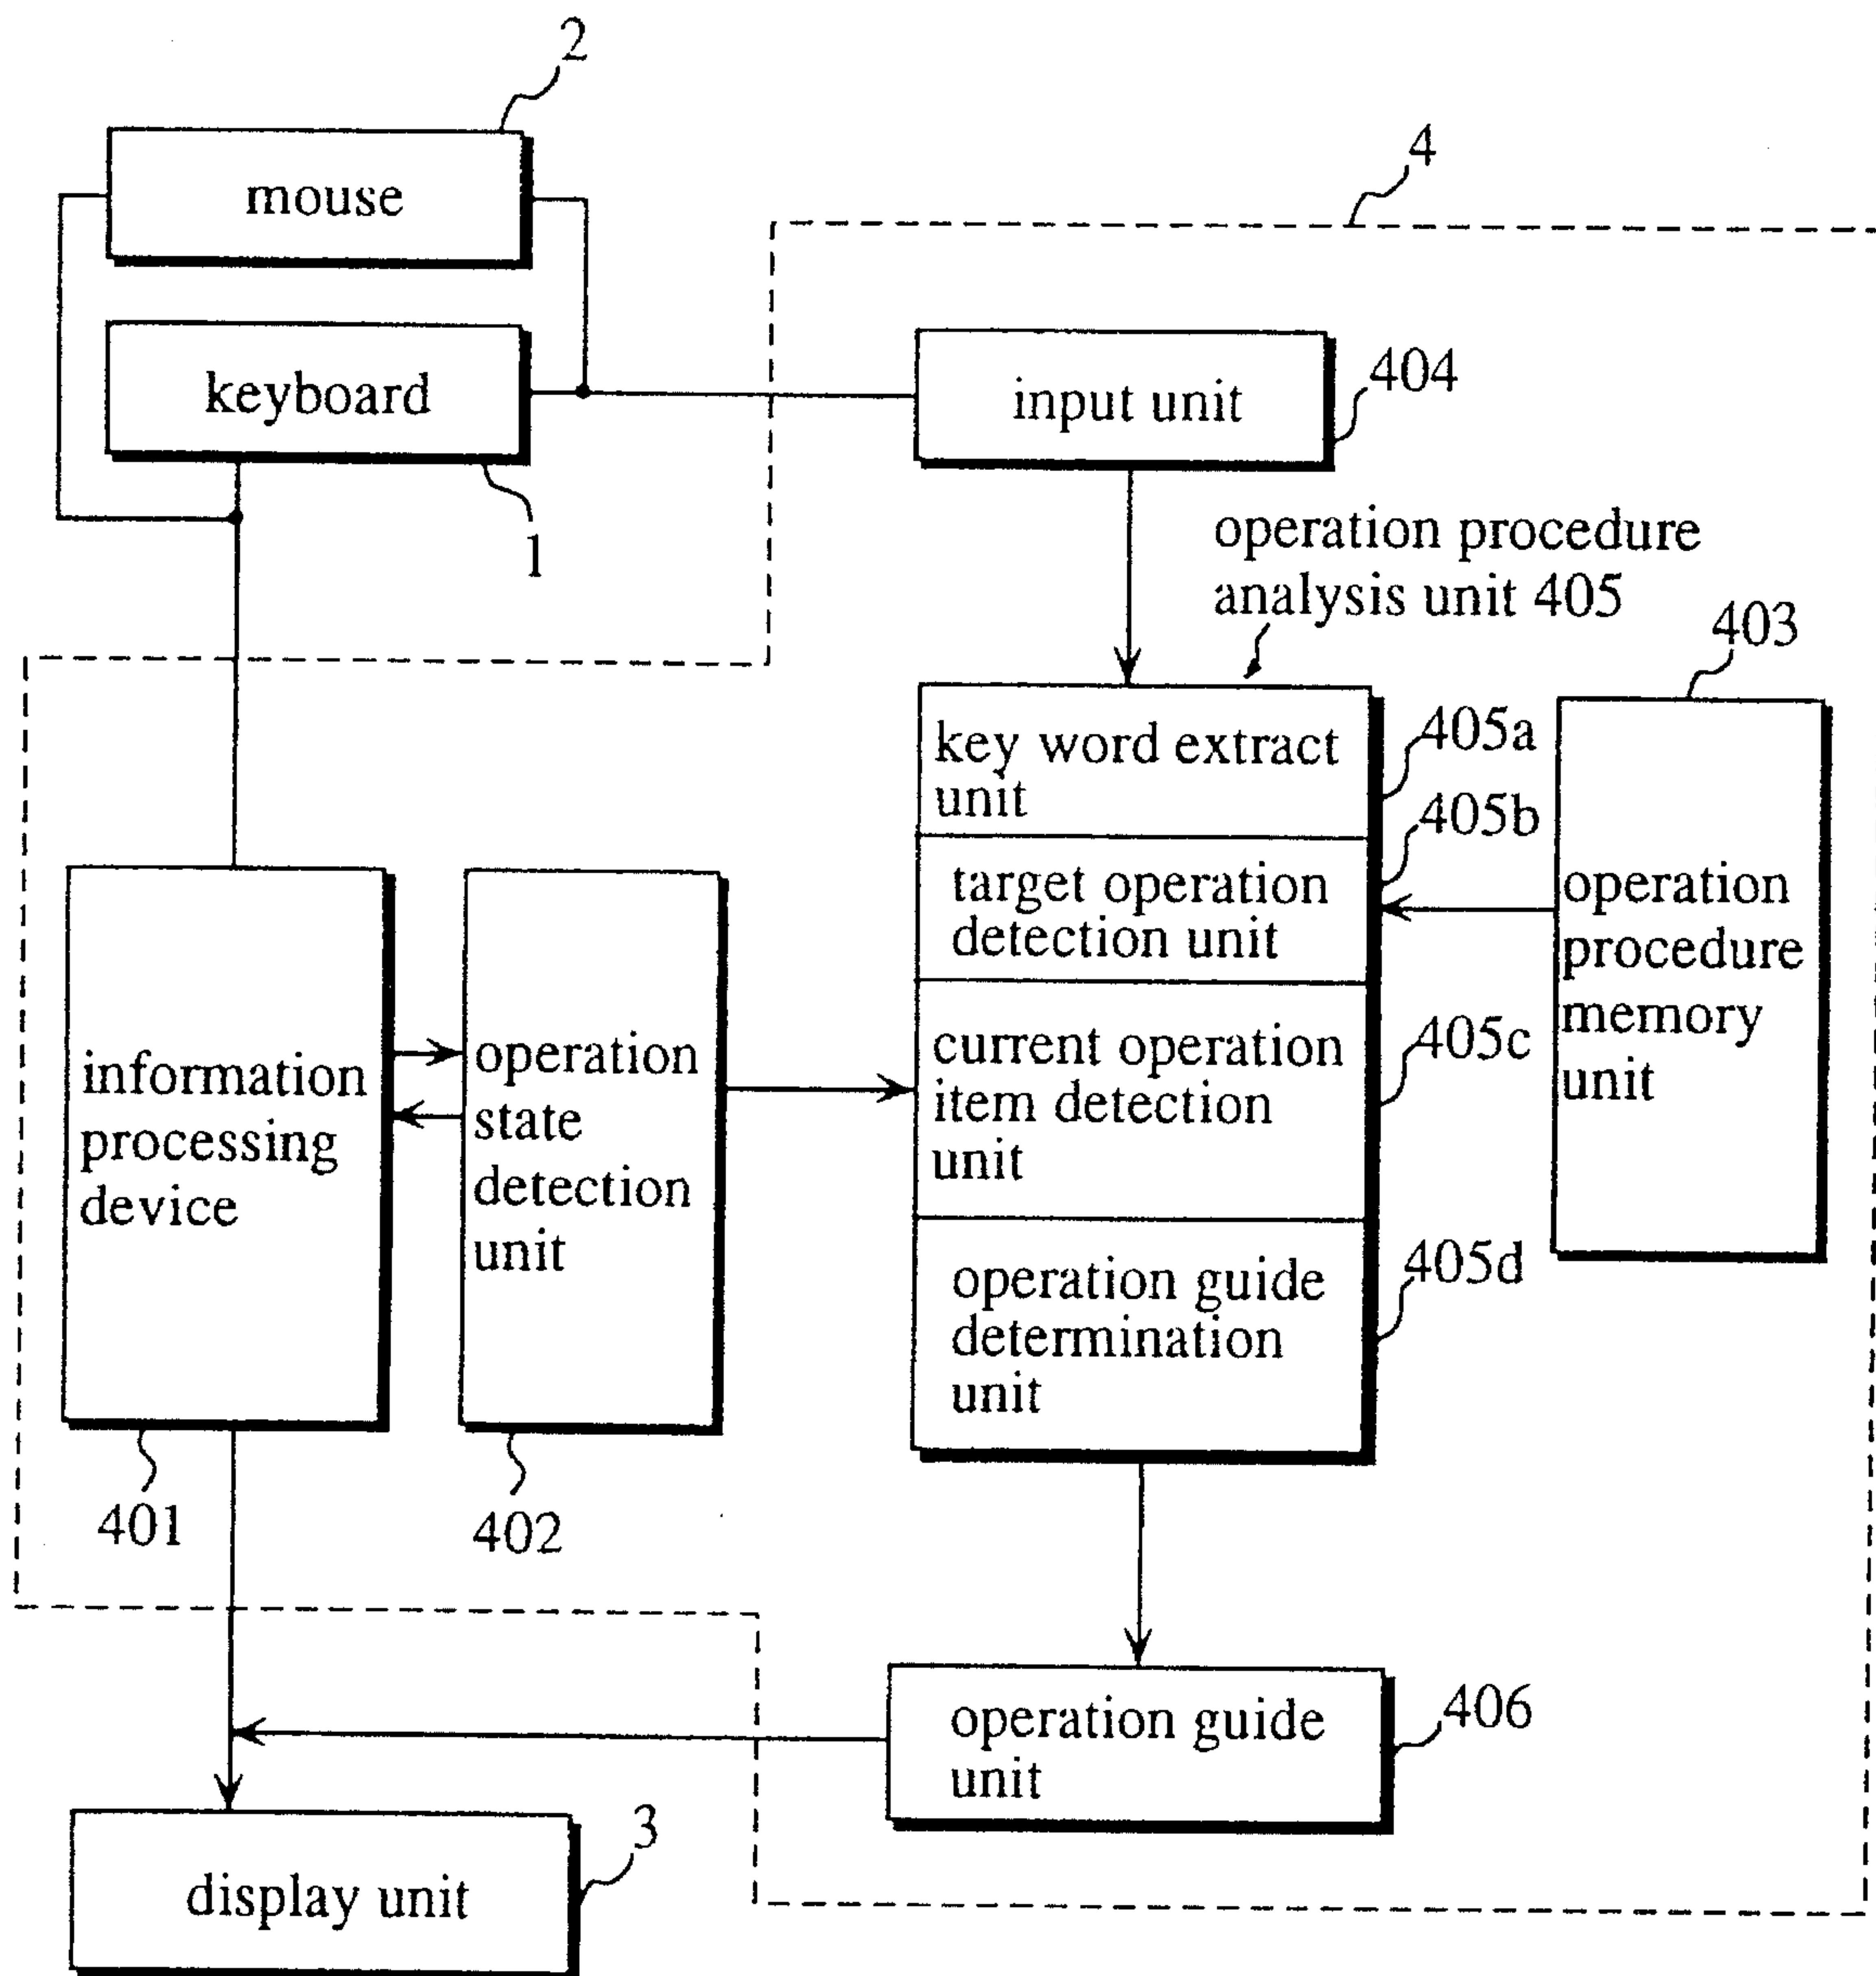 2
mouse
4
keyboard
1
input unit
404
operation procedure
analysis unit 405
403
key word extract
unit
405a
405b
target operation
detection unit
operation
procedure
memory
unit
current operation
item detection
unit
405c
information
processing
device
operation
state
detection
unit
operation guide
determination
unit
405d
401
402
operation guide
unit
406
3
display unit